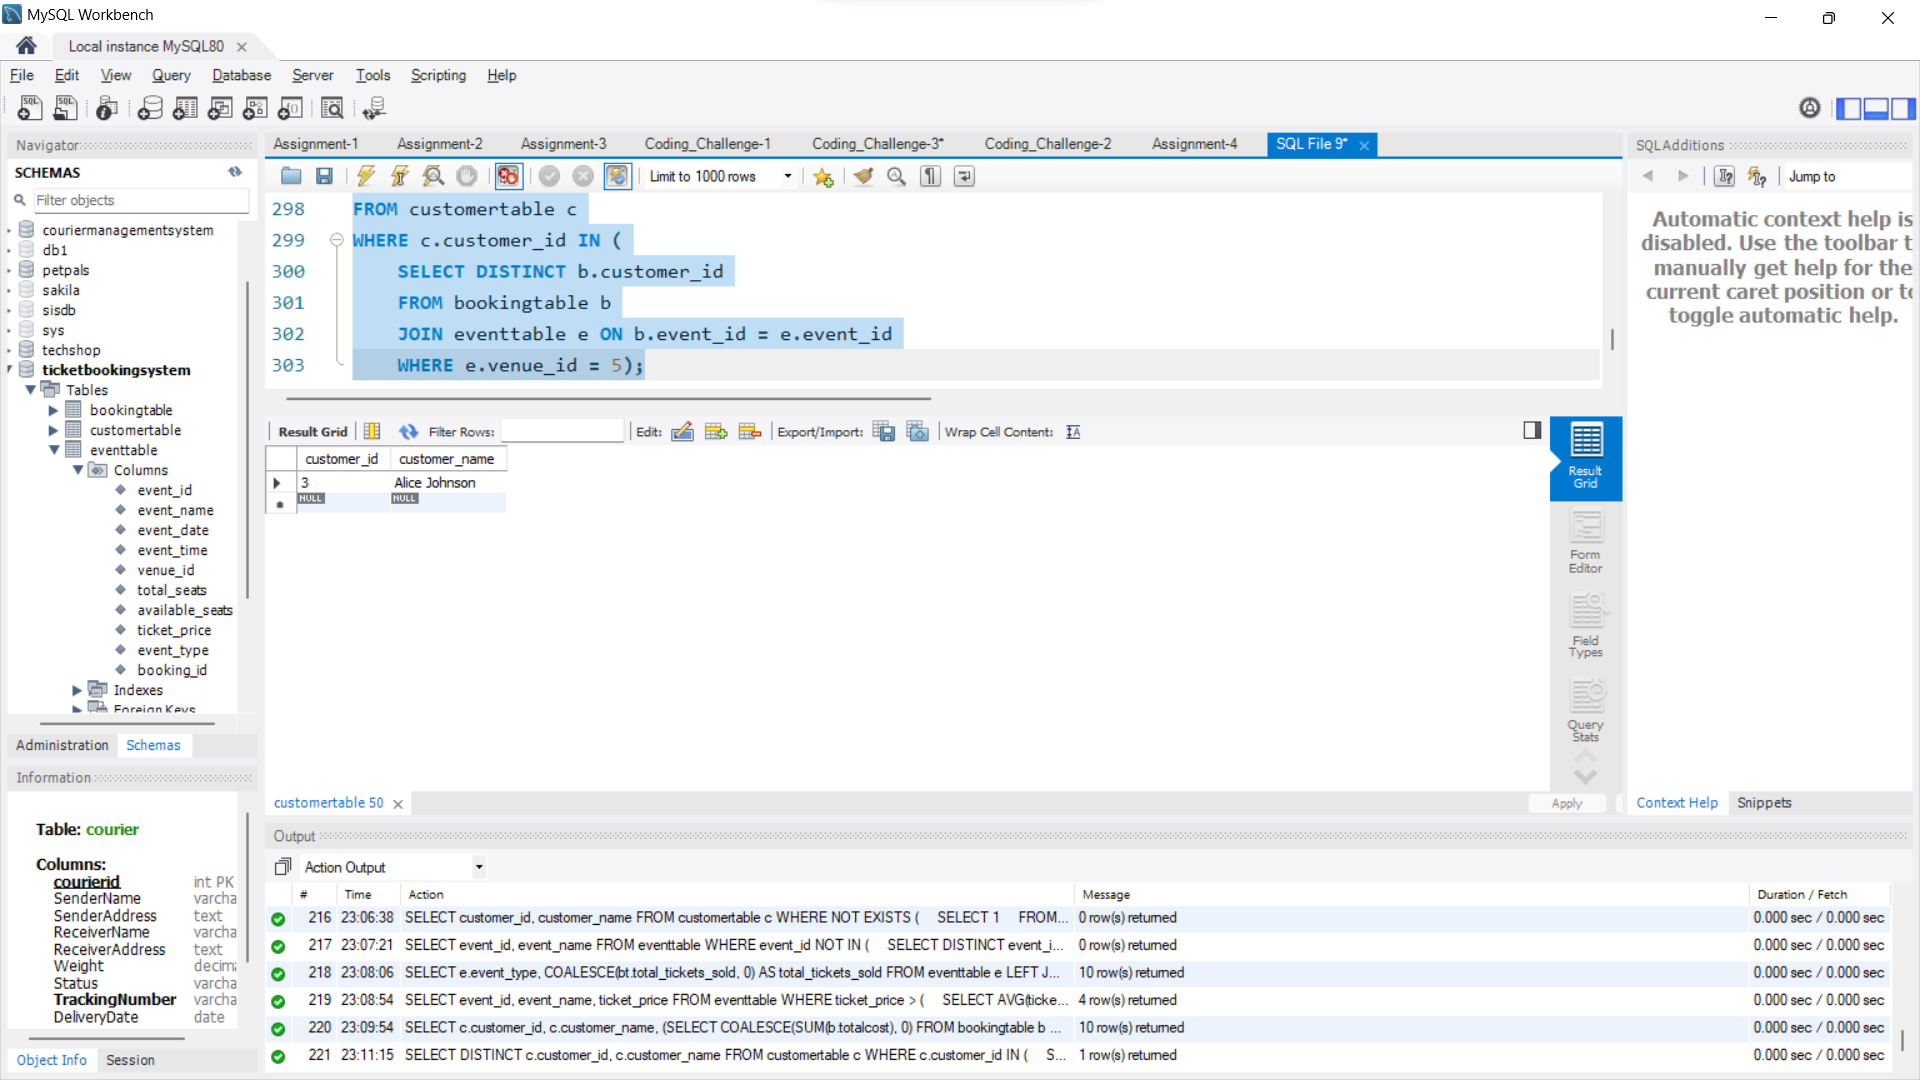 MySQL Workbench
Local instance MySQL80
File Edit View Query Database Server Tools Scripting Help
Navigator
SCHEMAS
Filter objects
couriermanagementsystem
db1
petpals
sakila
sisdb
sys
techshop
ticketbookingsystem
Tables
bookingtable
customertable
eventtable
Columns
event_id
event_name
event_date
event_time
venue_id
total_seats
available_seats
ticket_price
event_type
booking_id
Indexes
Foreign Keys
Administration Schemas
Information
Table: courier
Columns:
courierid int PK
SenderName varcha
SenderAddress text
ReceiverName varcha
ReceiverAddress text
Weight decim
Status varcha
TrackingNumber varcha
DeliveryDate date
Object Info Session
Assignment-1 Assignment-2 Assignment-3 Coding_Challenge-1 Coding_Challenge-3* Coding_Challenge-2 Assignment-4 SQL File 9*
Limit to 1000 rows
298 FROM customertable c
299 WHERE c.customer_id IN (
300 SELECT DISTINCT b.customer_id
301 FROM bookingtable b
302 JOIN eventtable e ON b.event_id = e.event_id
303 WHERE e.venue_id = 5);
Result Grid Filter Rows: Edit: Export/Import: Wrap Cell Content:
customer_id customer_name
3 Alice Johnson
NULL NULL
Result
Grid
Form
Editor
Field
Types
Query
Stats
customertable 50
Apply
SQLAdditions
Jump to
Automatic context help is
disabled. Use the toolbar t
manually get help for the
current caret position or to
toggle automatic help.
Context Help Snippets
Output
Action Output
# Time Action Message Duration / Fetch
216 23:06:38 SELECT customer_id, customer_name FROM customertable c WHERE NOT EXISTS ( SELECT 1 FROM... 0 row(s) returned 0.000 sec / 0.000 sec
217 23:07:21 SELECT event_id, event_name FROM eventtable WHERE event_id NOT IN ( SELECT DISTINCT event_i... 0 row(s) returned 0.000 sec / 0.000 sec
218 23:08:06 SELECT e.event_type, COALESCE(bt.total_tickets_sold, 0) AS total_tickets_sold FROM eventtable e LEFT J... 10 row(s) returned 0.000 sec / 0.000 sec
219 23:08:54 SELECT event_id, event_name, ticket_price FROM eventtable WHERE ticket_price > ( SELECT AVG(ticke... 4 row(s) returned 0.000 sec / 0.000 sec
220 23:09:54 SELECT c.customer_id, c.customer_name, (SELECT COALESCE(SUM(b.totalcost), 0) FROM bookingtable b ... 10 row(s) returned 0.000 sec / 0.000 sec
221 23:11:15 SELECT DISTINCT c.customer_id, c.customer_name FROM customertable c WHERE c.customer_id IN ( S... 1 row(s) returned 0.000 sec / 0.000 sec